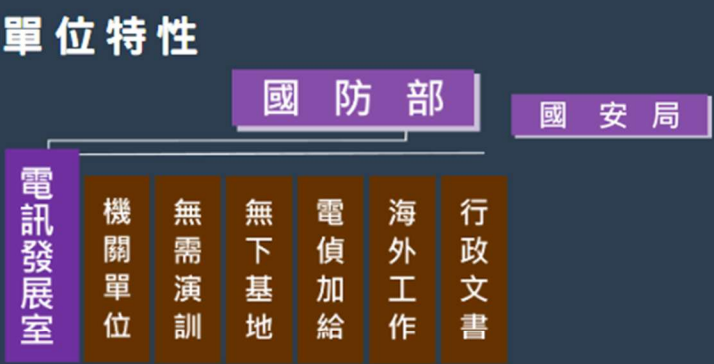 單位特性
國防部
國安局
電訊發展室
機關單位
無需演訓
無下基地
電偵加給
海外工作
行政文書